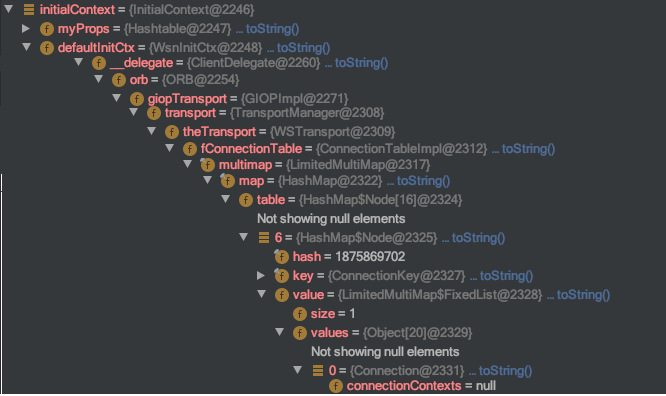 initialContext = {InitialContext@2246}
myProps = {Hashtable@2247} ... toString()
defaultInitCtx = {WsnInitCtx@2248} ... toString()
__delegate = {ClientDelegate@2260} ... toString()
orb = {ORB@2254}
giopTransport = {GIOPImpl@2271}
transport = {TransportManager@2308}
theTransport = {WSTransport@2309}
fConnectionTable = {ConnectionTableImpl@2312} ... toString()
multimap = {LimitedMultiMap@2317}
map = {HashMap@2322} ... toString()
table = {HashMap$Node[16]@2324}
Not showing null elements
6 = {HashMap$Node@2325} ... toString()
f hash = 1875869702
f key = {ConnectionKey@2327} ... toString()
f value = {LimitedMultiMap$FixedList@2328} ... toString()
f size = 1
f values = {Object[20]@2329}
Not showing null elements
0 = {Connection@2331} ... toString()
f connectionContexts = null